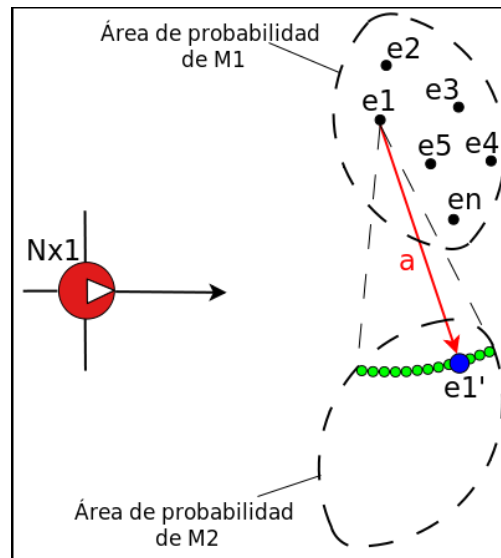 Área de probabilidad
de M1
e2
e1
e3
e5
e4
en
Nx1
a
e1'
Área de probabilidad
de M2